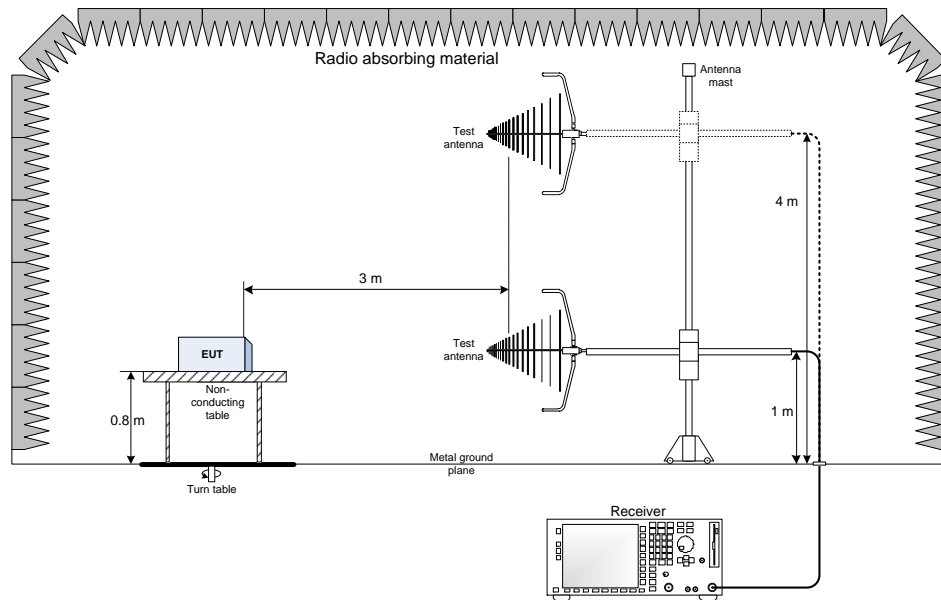 Radio absorbing material
Antenna
mast
Test
antenna
4 m
3 m
Test
antenna
EUT
Non-
conducting
table
0.8 m
1 m
Metal ground
plane
Turn table
Receiver